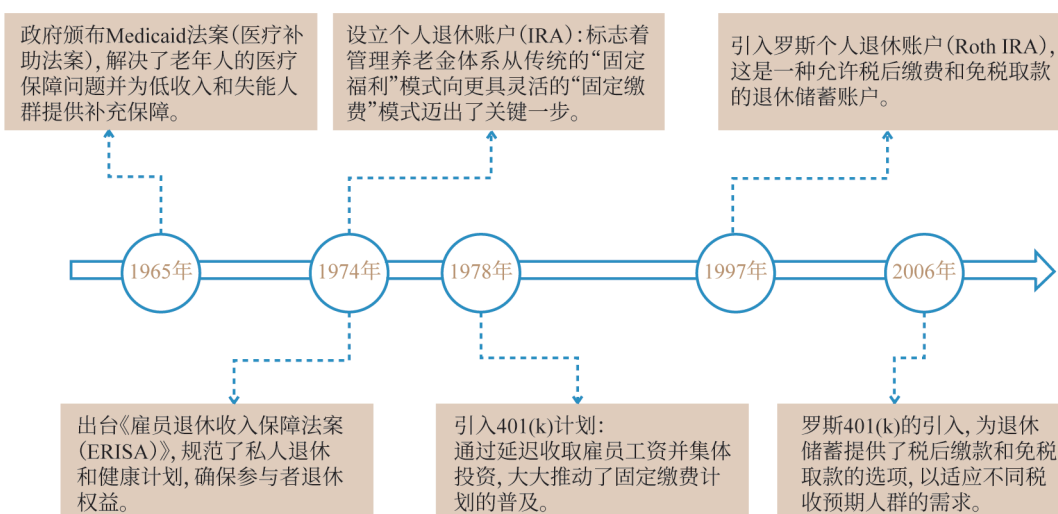 政府颁布Medicaid法案(医疗补
助法案), 解决了老年人的医疗
保障问题并为低收入和失能人
群提供补充保障。
设立个人退休账户(IRA):标志着
管理养老金体系从传统的“固定
福利”模式向更具灵活的“固定缴
费”模式迈出了关键一步。
引入罗斯个人退休账户(Roth IRA),
这是一种允许税后缴费和免税取款
的退休储蓄账户。
1965年
1974年
1978年
1997年
2006年
出台《雇员退休收入保障法案
(ERISA)》, 规范了私人退休
和健康计划, 确保参与者退休
权益。
引入401(k)计划:
通过延迟收取雇员工资并集体
投资, 大大推动了固定缴费计
划的普及。
罗斯401(k)的引入, 为退休
储蓄提供了税后缴款和免税
取款的选项, 以适应不同税
收预期人群的需求。